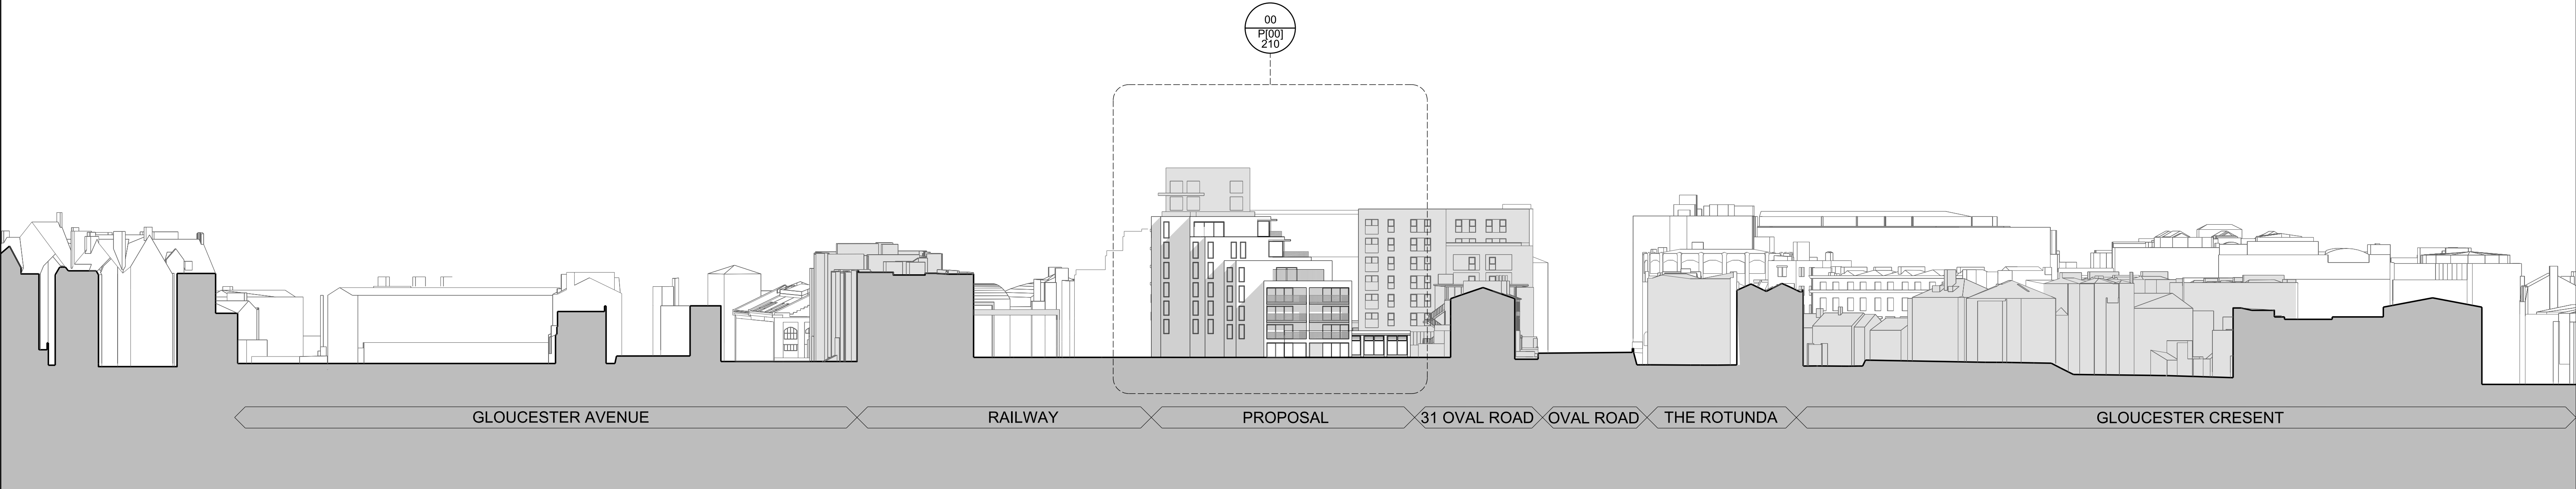 00
P[00]
210
GLOUCESTER AVENUE
RAILWAY
PROPOSAL
31 OVAL ROAD
OVAL ROAD
THE ROTUNDA
GLOUCESTER CRESENT